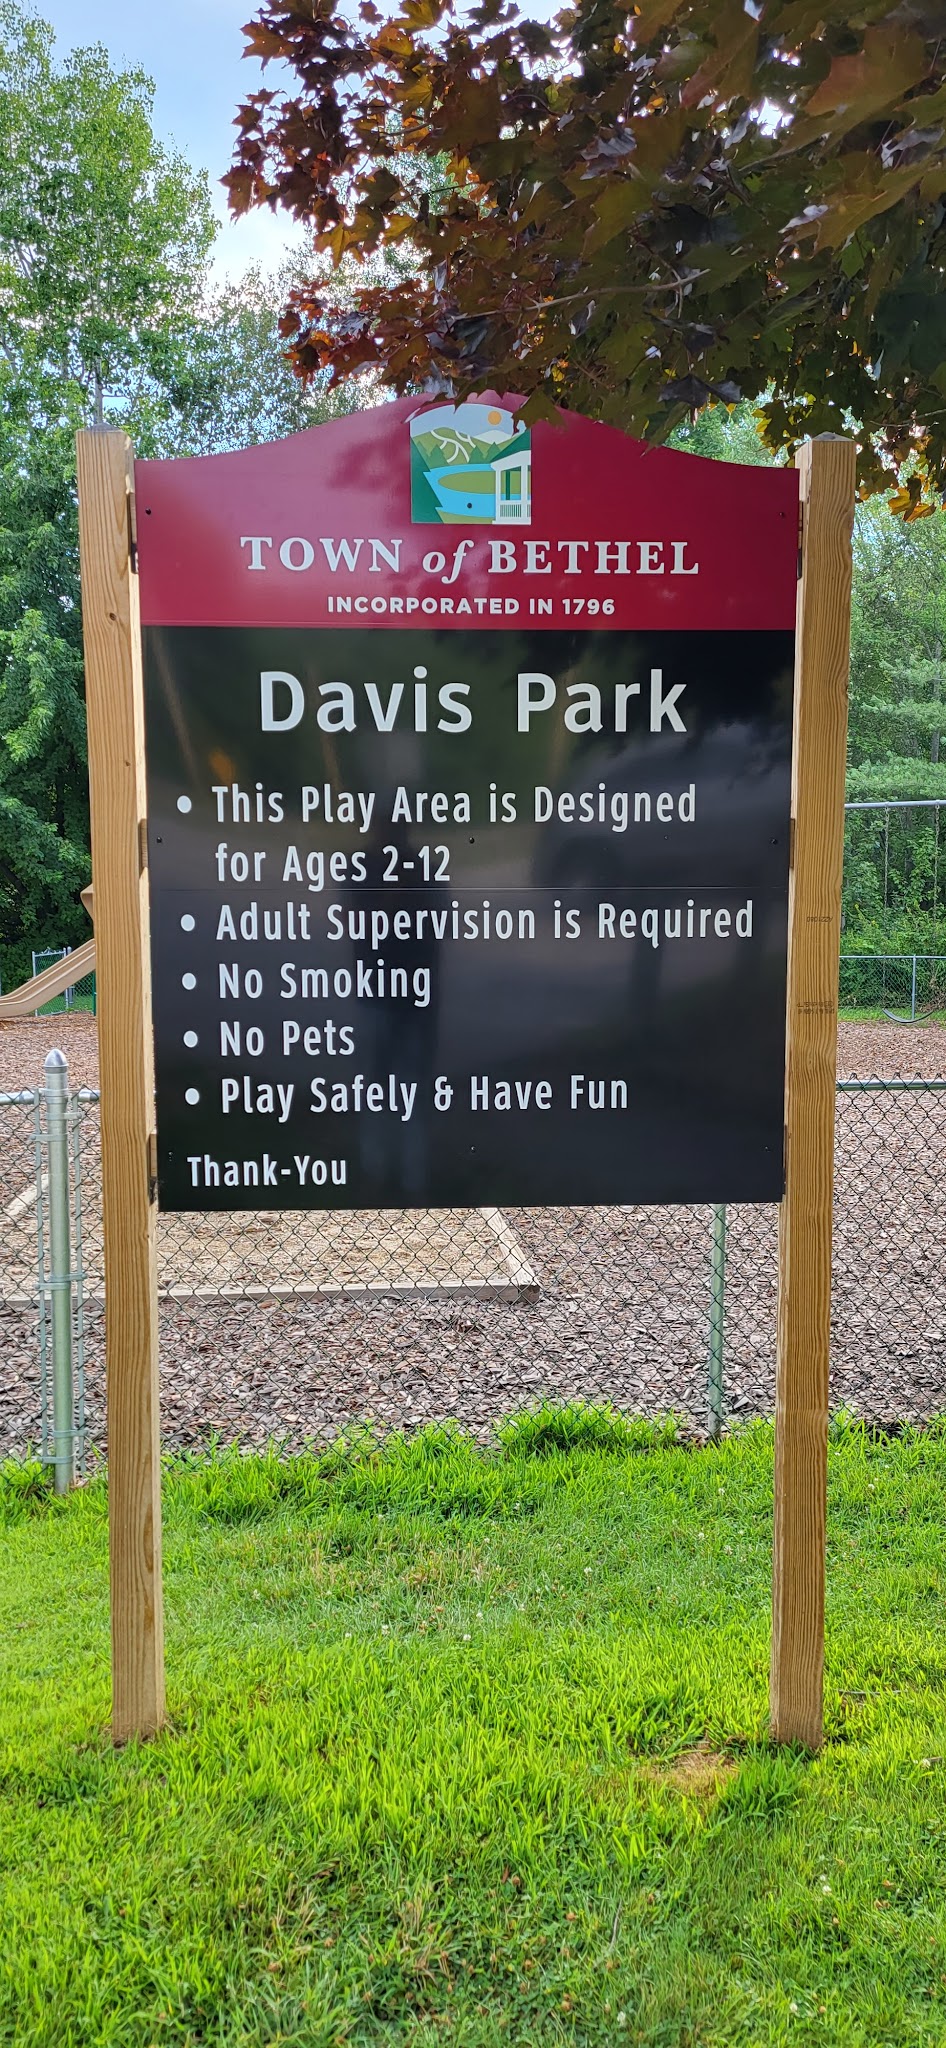 TOWN of BETHEL
INCORPORATED IN 1796
Davis Park
• This Play Area is Designed
for Ages 2-12
• Adult Supervision is Required
• No Smoking
• No Pets
• Play Safely & Have Fun
Thank-You